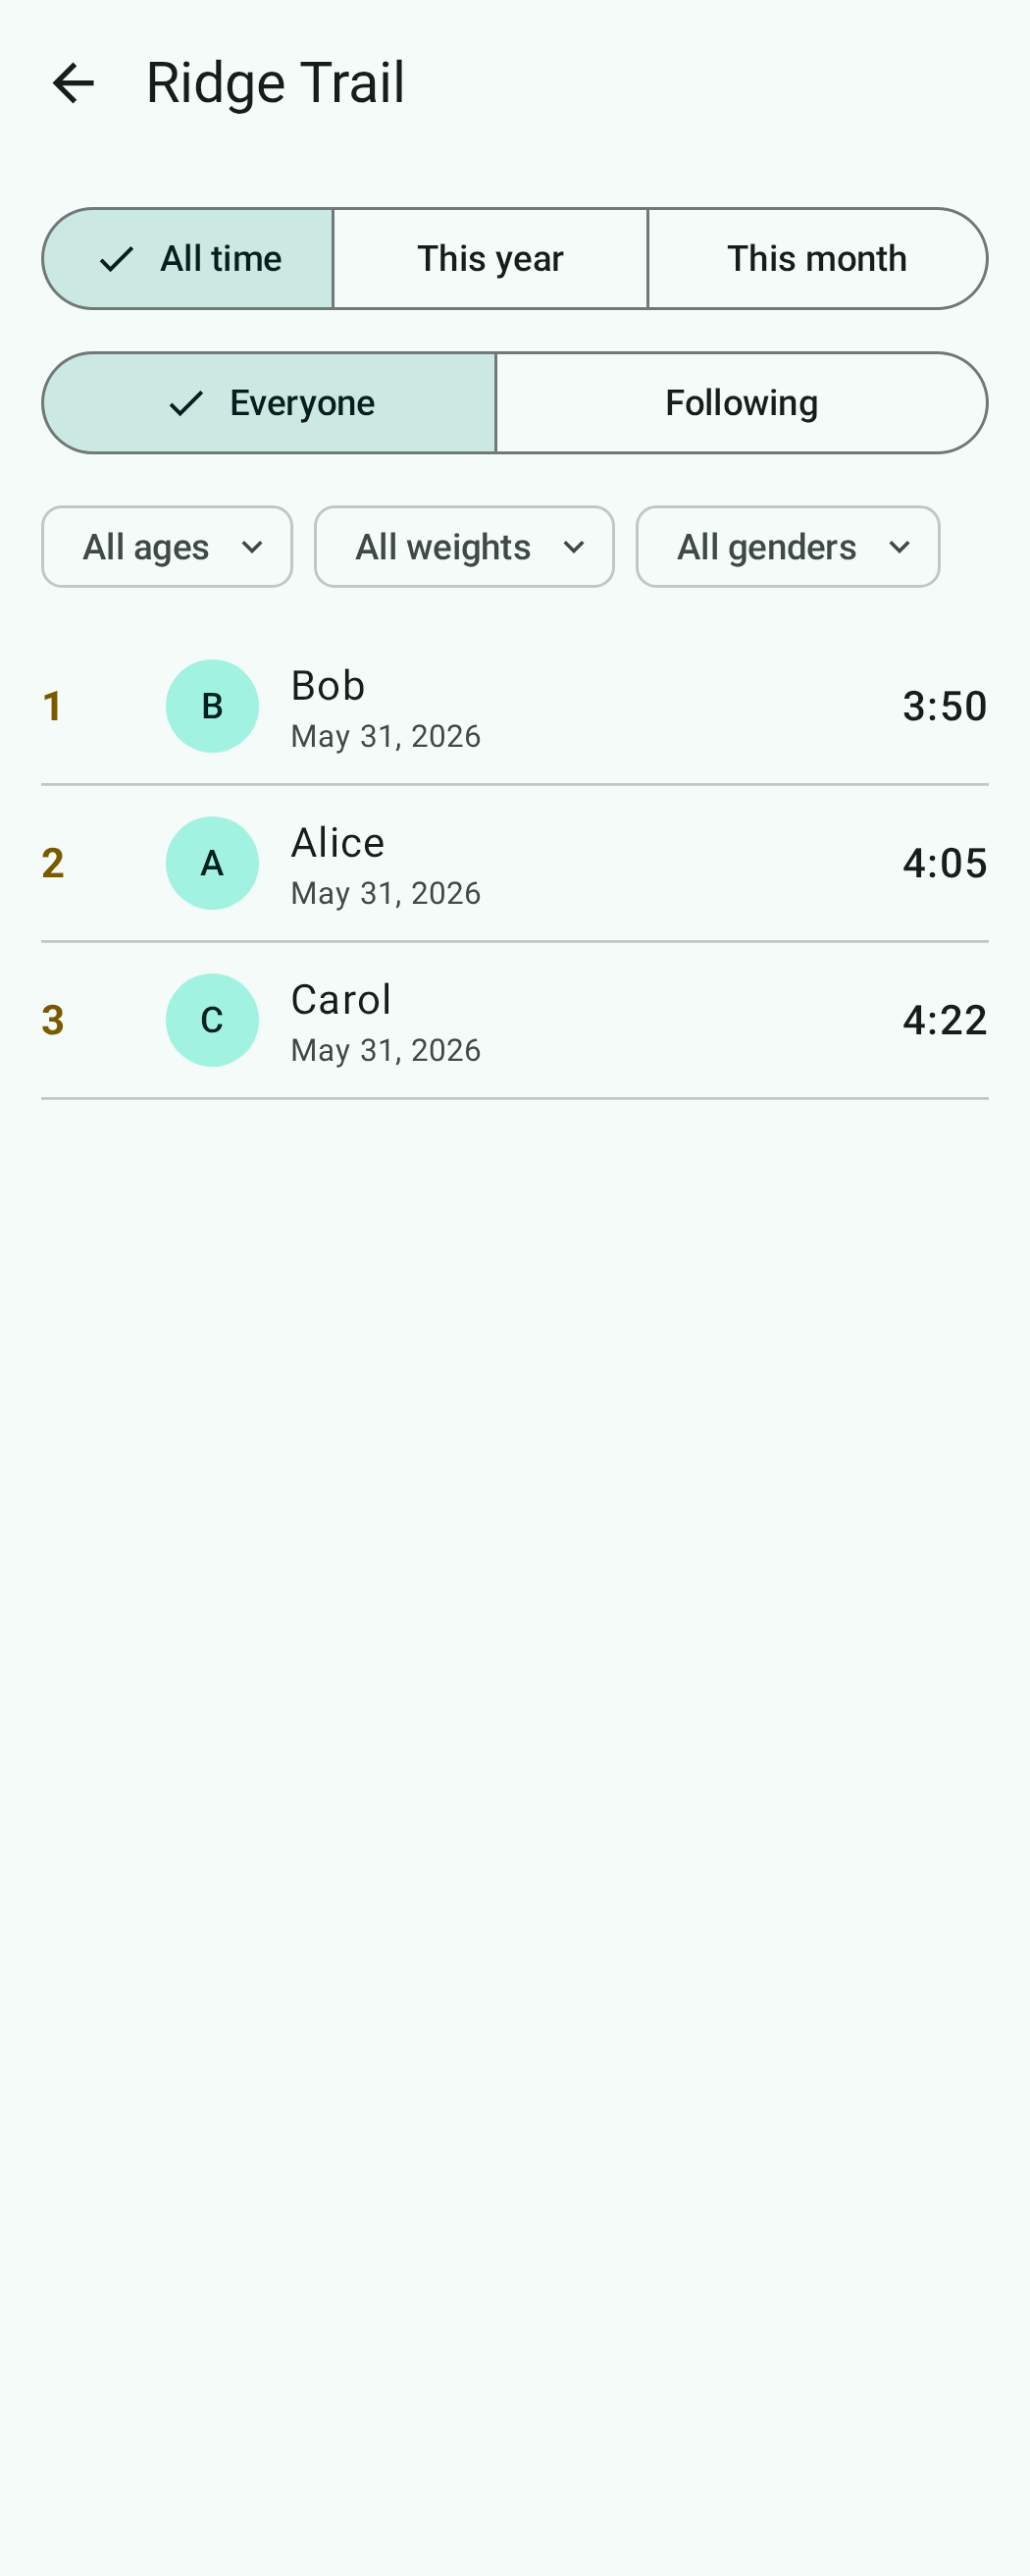 Ridge Trail
All time This year This month
Everyone Following
All ages All weights All genders
1 B Bob 3:50
May 31, 2026
2 A Alice 4:05
May 31, 2026
3 C Carol 4:22
May 31, 2026